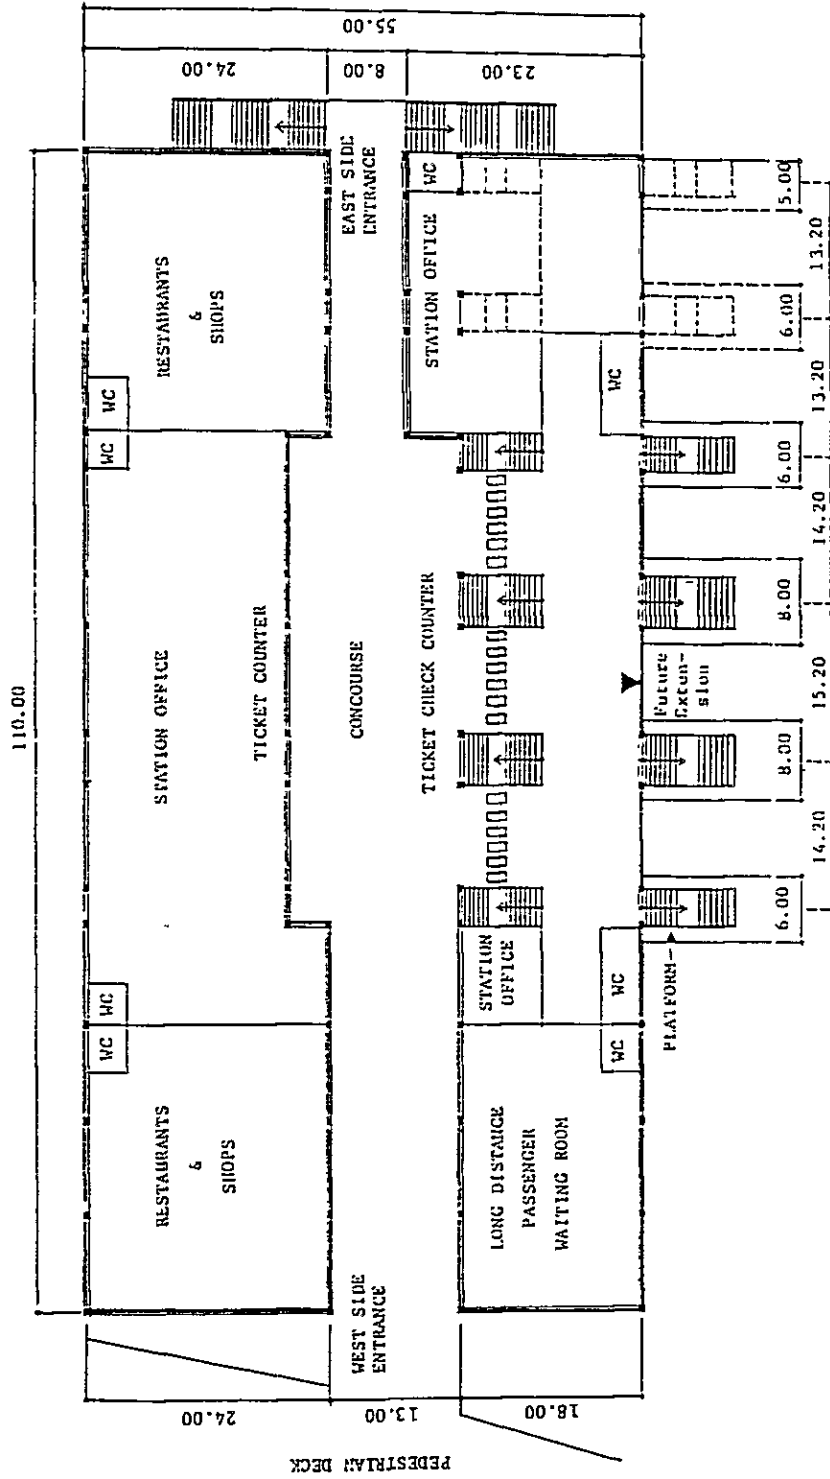 110.00
55.00
24.00
8.00
23.00
RESTAURANTS
&
SHOPS
WC
WC
EAST SIDE
ENTRANCE
WC
STATION OFFICE
WC
STATION OFFICE
TICKET COUNTER
CONCOURSE
TICKET CHECK COUNTER
Future
Exten-
sion
WC
WC
STATION
OFFICE
WC
WC
PLATFORM
RESTAURANTS
&
SHOPS
LONG DISTANCE
PASSENGER
WAITING ROOM
WEST SIDE
ENTRANCE
24.00
13.00
18.00
PEDESTRIAN DECK
6.00
8.00
8.00
6.00
6.00
5.00
14.20
15.20
14.20
13.20
13.20